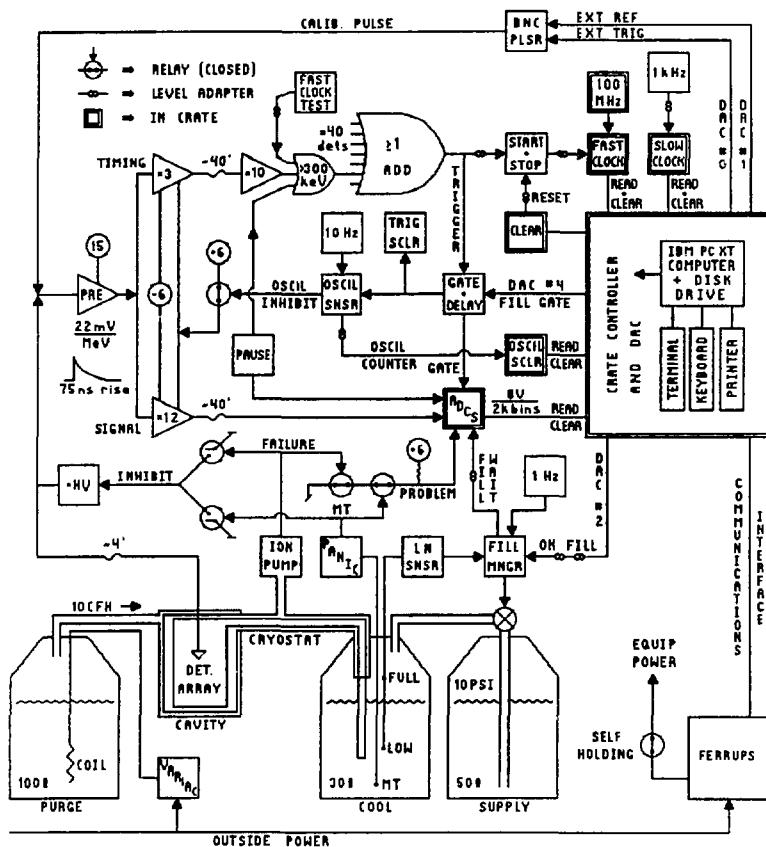 CALIB. PULSE
BNC
PLSR
EXT REF
EXT TRIG
⇒ RELAY (CLOSED)
⇒ LEVEL ADAPTER
⇒ IN CRATE
FAST
CLOCK
TEST
≈40
dets
≥1
ADD
100
MHz
1kHz
DAC #0
DAC #1
TIMING
×3
~40'
×10
>300
keV
START
+
STOP
FAST
CLOCK
SLOW
CLOCK
TRIGGER
RESET
READ
+
CLEAR
READ
+
CLEAR
CLEAR
15
PRE
22mV
MeV
75ns rise
-6
+6
10 Hz
TRIG
SCLR
OSCIL
INHIBIT
OSCIL
SNSR
GATE
+
DELAY
DAC #4
FILL GATE
IBM PC XT
COMPUTER
+ DISK
DRIVE
CRATE CONTROLLER
AND DAC
TERMINAL
KEYBOARD
PRINTER
PAUSE
OSCIL
COUNTER
GATE
OSCIL
SCLR
READ
CLEAR
×12
~40'
SIGNAL
ADCS
8V
2kbins
READ
CLEAR
FAILURE
+6
+HV
INHIBIT
MT
PROBLEM
FILL
WAIT
1 Hz
DAC #2
COMMUNICATIONS
INTERFACE
~4'
ION
PUMP
PANIC
LN
SNSR
FILL
MNGR
OK FILL
10CFH →
CRYOSTAT
DET.
ARRAY
CAVITY
FULL
LOW
MT
10PSI
EQUIP
POWER
SELF
HOLDING
FERRUPS
COIL
100ℓ
PURGE
VARIAC
30ℓ
COOL
50ℓ
SUPPLY
OUTSIDE POWER